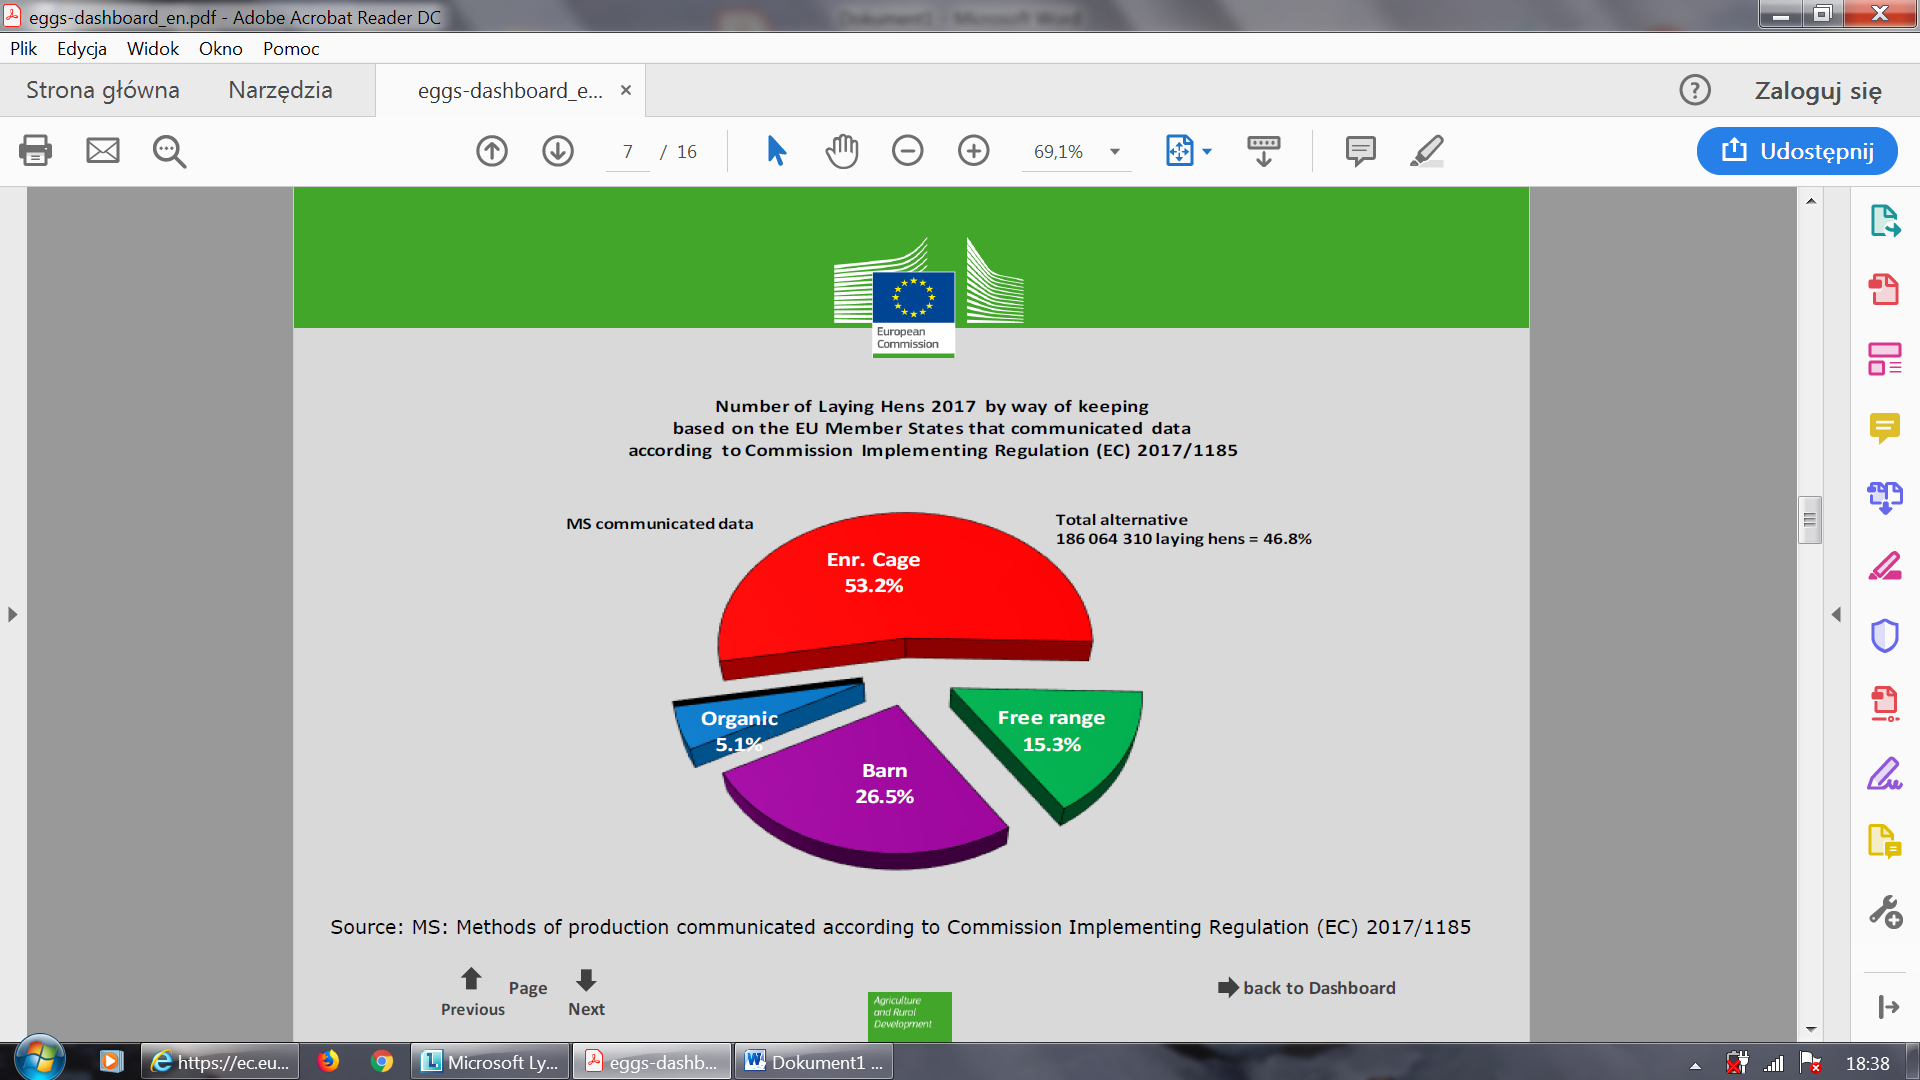 eggs-dashboard_en.pdf - Adobe Acrobat Reader DC
Plik Edycja Widok Okno Pomoc
Strona główna Narzędzia eggs-dashboard_e... × Zaloguj się
7 / 16 69,1% Udostępnij
European
Commission
Number of Laying Hens 2017 by way of keeping
based on the EU Member States that communicated data
according to Commission Implementing Regulation (EC) 2017/1185
MS communicated data
Total alternative
186 064 310 laying hens = 46.8%
Enr. Cage
53.2%
Organic
5.1%
Free range
15.3%
Barn
26.5%
Source: MS: Methods of production communicated according to Commission Implementing Regulation (EC) 2017/1185
Page
Previous Next
back to Dashboard
Agriculture
and Rural
Development
https://ec.eu... Microsoft Ly... eggs-dashb... Dokument1 ... 18:38